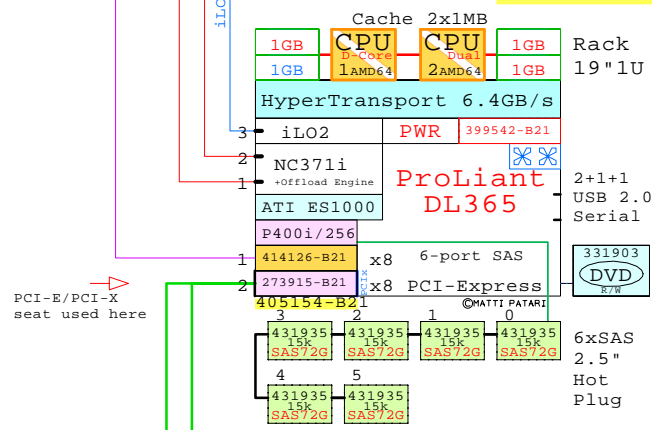 iLO
Cache 2x1MB
1GB
CPU
D-Core
1AMD64
CPU
Dual
2AMD64
1GB
Rack
1GB
1GB
19"1U
HyperTransport 6.4GB/s
3
iLO2
PWR
399542-B21
2
NC371i
1
+Offload Engine
ProLiant
DL365
2+1+1
USB 2.0
Serial
ATI ES1000
P400i/256
1
414126-B21
x8
6-port SAS
331903
DVD
R/W
2
273915-B21
PCIx
x8
PCI-Express
PCI-E/PCI-X
seat used here
405154-B21
©MATTI PATARI
3
2
1
0
431935
15k
SAS72G
431935
15k
SAS72G
431935
15k
SAS72G
431935
15k
SAS72G
6xSAS
2.5"
Hot
Plug
4
5
431935
15k
SAS72G
431935
15k
SAS72G